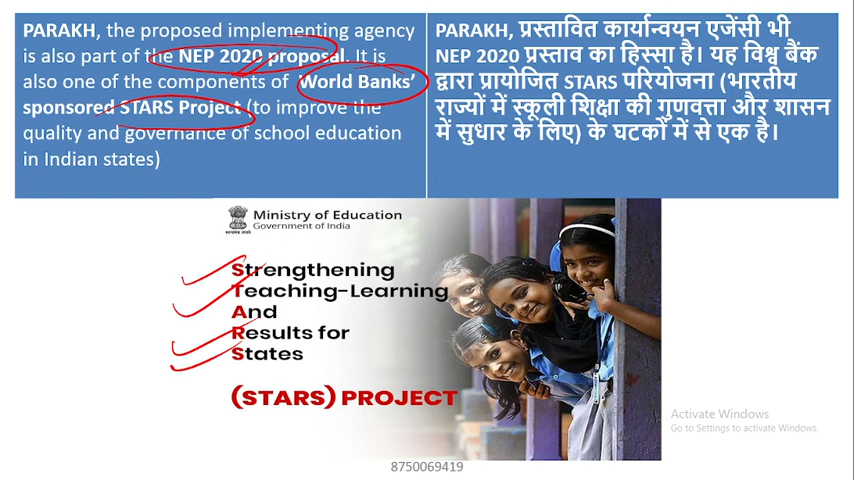 PARAKH, the proposed implementing agency
is also part of the NEP 2020 proposal. It is
also one of the components of World Banks'
sponsored STARS Project (to improve the
quality and governance of school education
in Indian states)
PARAKH, प्रस्तावित कार्यान्वयन एजेंसी भी
NEP 2020 प्रस्ताव का हिस्सा है। यह विश्व बैंक
द्वारा प्रायोजित STARS परियोजना (भारतीय
राज्यों में स्कूली शिक्षा की गुणवत्ता और शासन
में सुधार के लिए) के घटकों में से एक है।
Ministry of Education
Government of India
सत्यमेव जयते
Strengthening
Teaching-Learning
And
Results for
States
(STARS) PROJECT
Activate Windows
Go to Settings to activate Windows.
8750069419